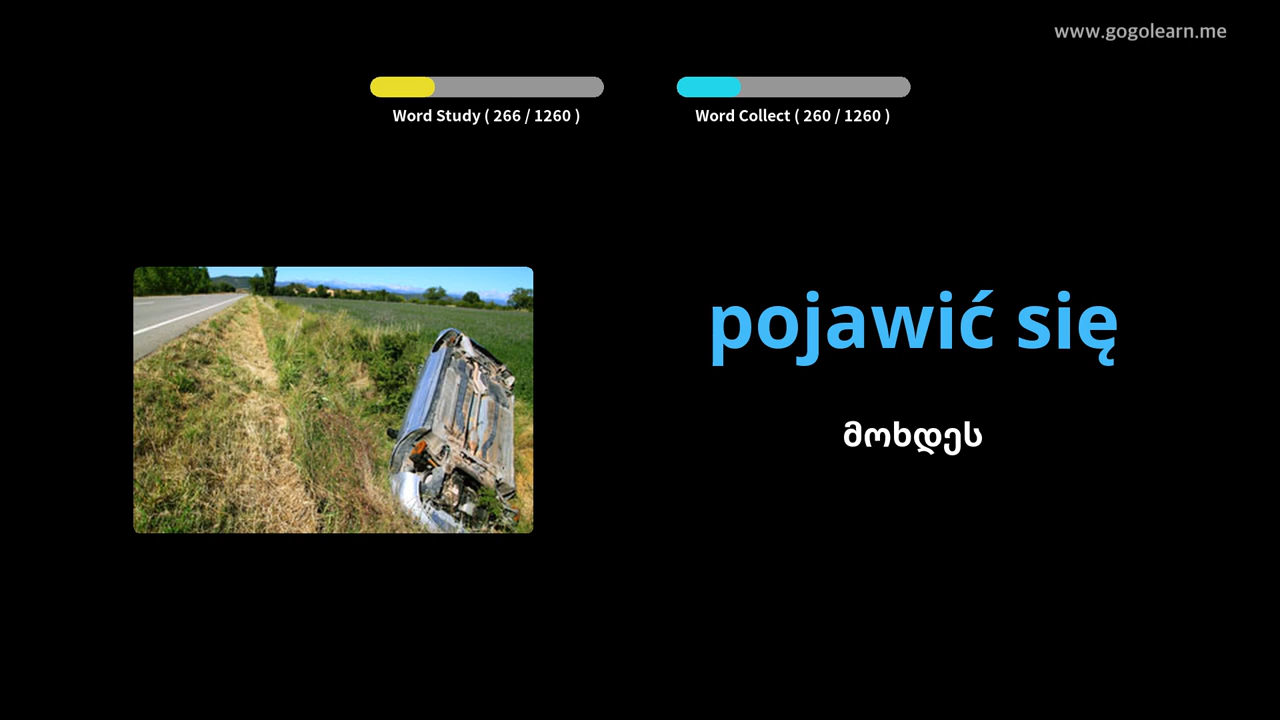 www.gogolearn.me
Word Study ( 266 / 1260 )
Word Collect ( 260 / 1260 )
pojawić się
მოხდეს